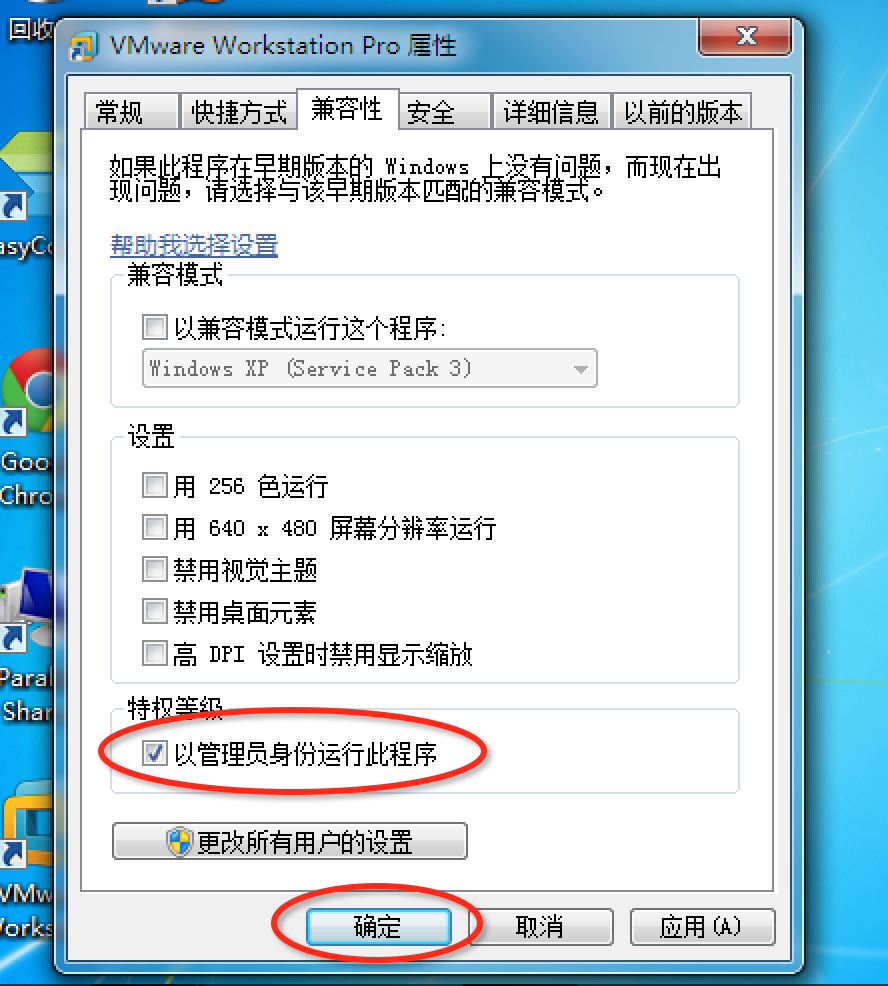 回收
VMware Workstation Pro 属性
常规
快捷方式
兼容性
安全
详细信息
以前的版本
如果此程序在早期版本的 Windows 上没有问题，而现在出
现问题，请选择与该早期版本匹配的兼容模式。
帮助我选择设置
兼容模式
以兼容模式运行这个程序:
Windows XP (Service Pack 3)
设置
用 256 色运行
用 640 x 480 屏幕分辨率运行
禁用视觉主题
禁用桌面元素
高 DPI 设置时禁用显示缩放
特权等级
以管理员身份运行此程序
更改所有用户的设置
确定
取消
应用(A)
asyCo
Goo
Chro
Paral
Shar
VMw
Works